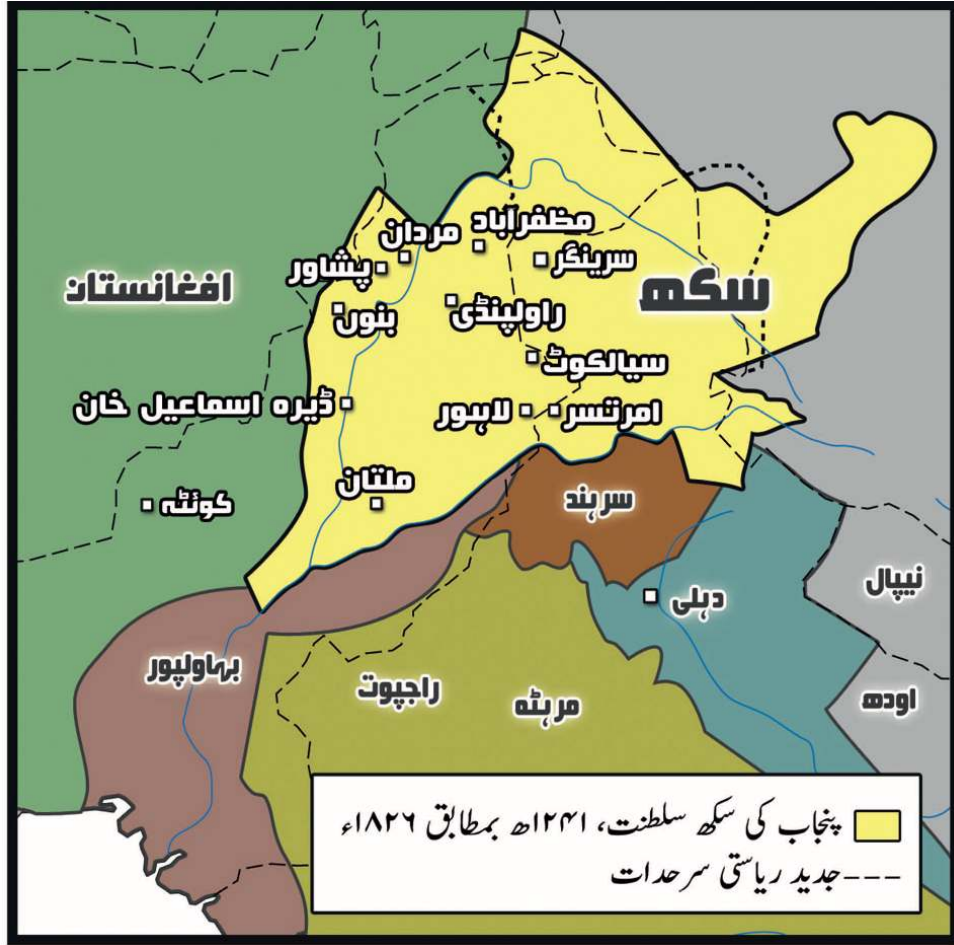 مظفرآباد
مردان
سرینگر
پشاور
افغانستان
سکھ
راولپنڈی
بنوں
سیالکوٹ
ڈیرہ اسماعیل خان
لاہور
امرتسر
ملتان
کوئٹہ
سرہند
نیپال
دہلی
بہاولپور
راجپوت
مرہٹہ
اودھ
پنجاب کی سکھ سلطنت، ۱۲۴۱ھ بمطابق ۱۸۲۶ء
جدید ریاستی سرحدات